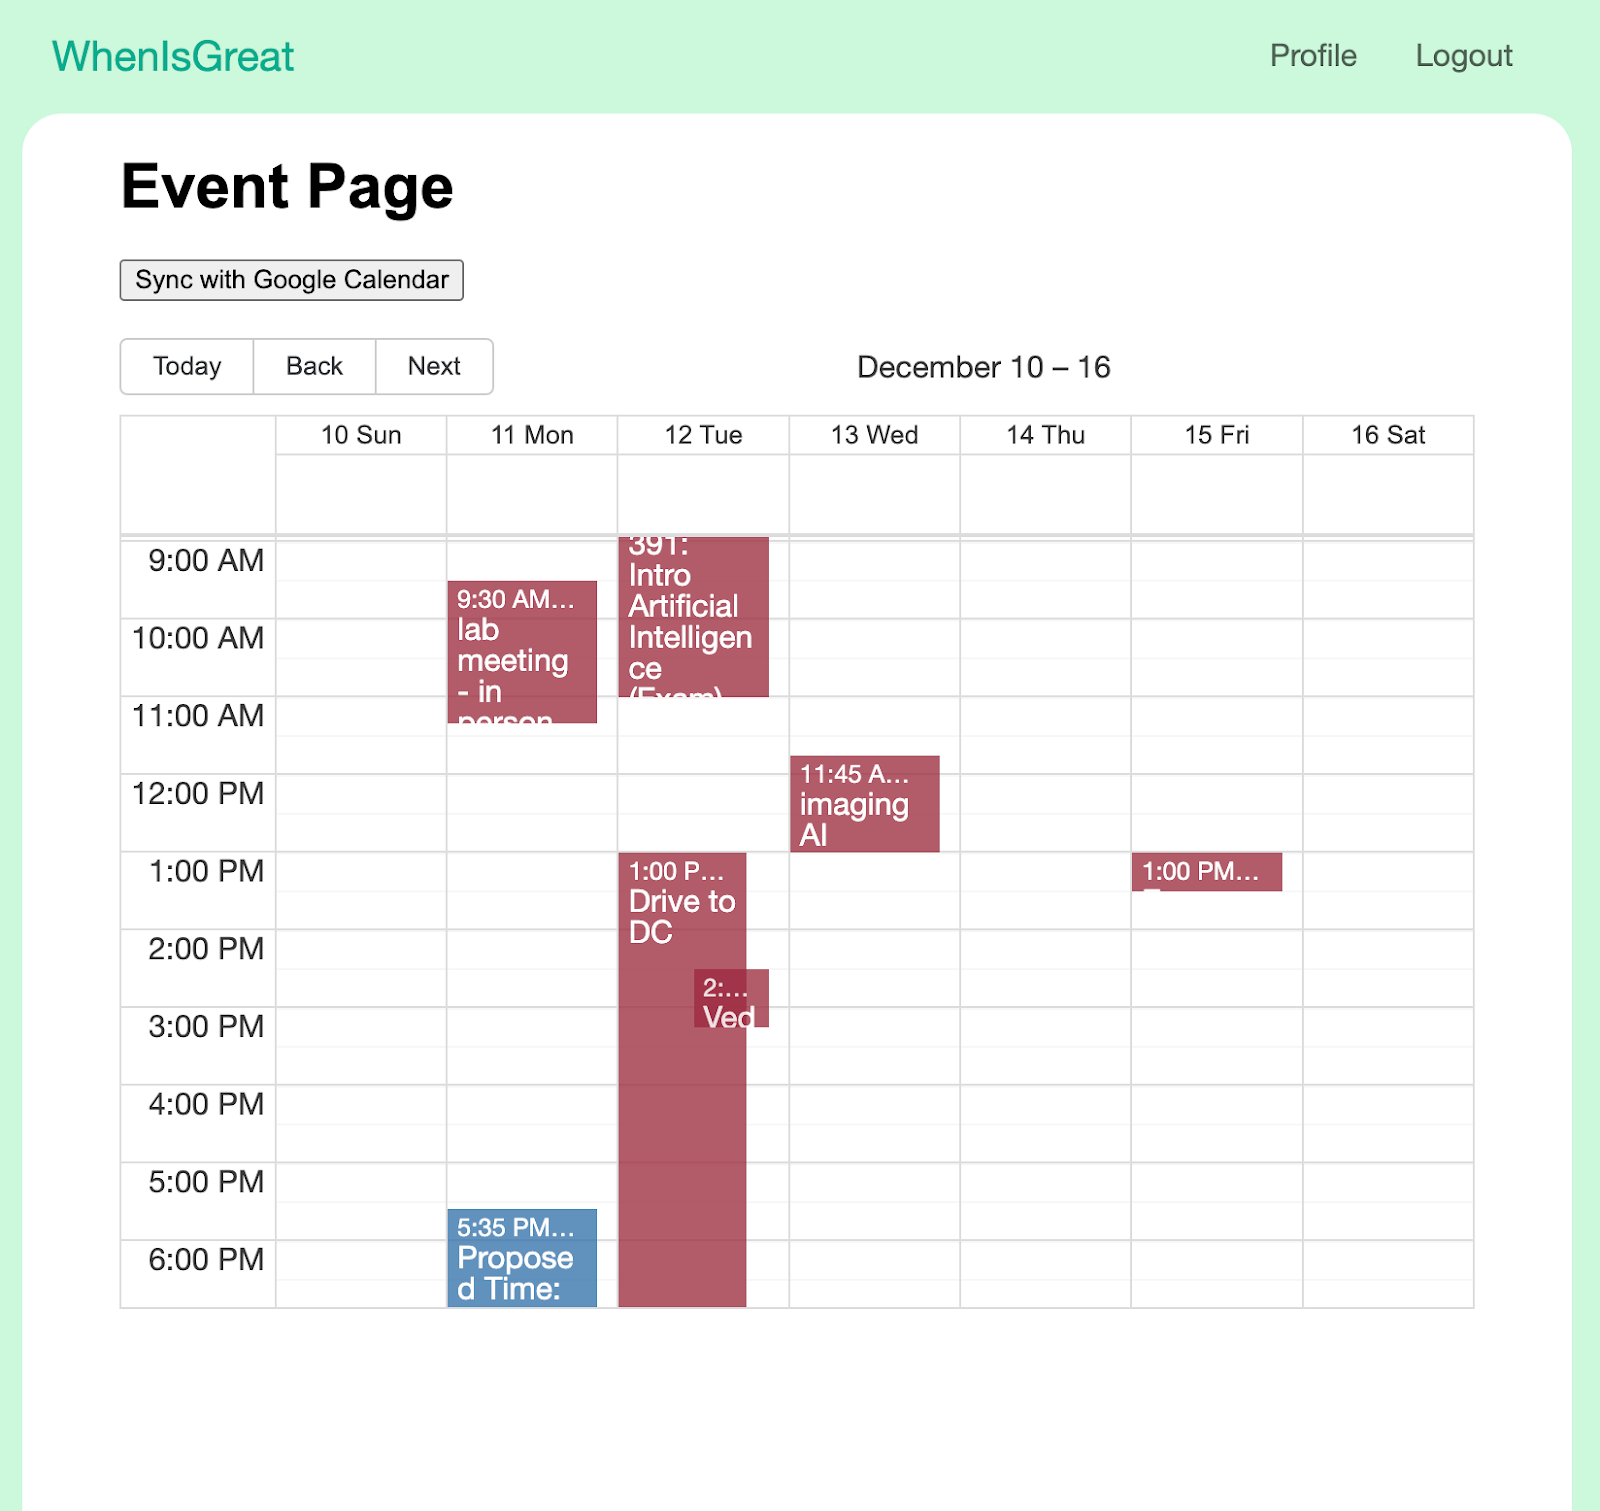 WhenIsGreat
Profile
Logout
Event Page
Sync with Google Calendar
Today
Back
Next
December 10 – 16
10 Sun
11 Mon
12 Tue
13 Wed
14 Thu
15 Fri
16 Sat
9:00 AM
10:00 AM
11:00 AM
12:00 PM
1:00 PM
2:00 PM
3:00 PM
4:00 PM
5:00 PM
6:00 PM
9:30 AM…
lab
meeting
- in
person
5:35 PM…
Propose
d Time:
391:
Intro
Artificial
Intelligen
ce
(Exam)
1:00 P…
Drive to
DC
2:…
Ved
11:45 A…
imaging
AI
1:00 PM…